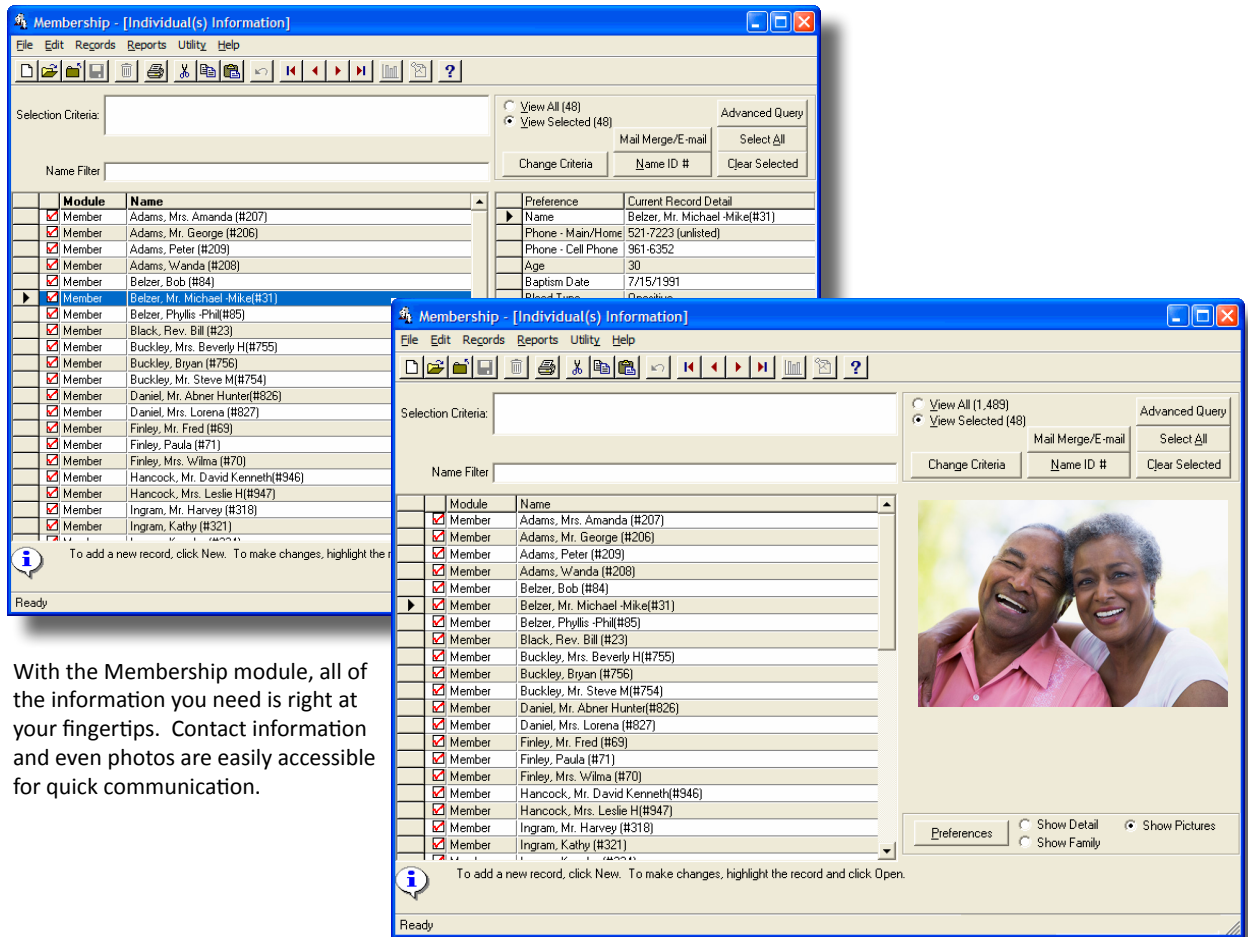 Membership - [Individual(s) Information]
File Edit Records Reports Utility Help
Selection Criteria:
View All (48)
View Selected (48)
Advanced Query
Mail Merge/E-mail
Select All
Change Criteria
Name ID #
Clear Selected
Name Filter
Module Name
Member Adams, Mrs. Amanda (#207)
Member Adams, Mr. George (#206)
Member Adams, Peter (#209)
Member Adams, Wanda (#208)
Member Belzer, Bob (#84)
Member Belzer, Mr. Michael -Mike(#31)
Member Belzer, Phyllis -Phil(#85)
Member Black, Rev. Bill (#23)
Member Buckley, Mrs. Beverly H(#755)
Member Buckley, Bryan (#756)
Member Buckley, Mr. Steve M(#754)
Member Daniel, Mr. Abner Hunter(#826)
Member Daniel, Mrs. Lorena (#827)
Member Finley, Mr. Fred (#69)
Member Finley, Paula (#71)
Member Finley, Mrs. Wilma (#70)
Member Hancock, Mr. David Kenneth(#946)
Member Hancock, Mrs. Leslie H(#947)
Member Ingram, Mr. Harvey (#318)
Member Ingram, Kathy (#321)
Preference Current Record Detail
Name Belzer, Mr. Michael -Mike(#31)
Phone - Main/Home 521-7223 (unlisted)
Phone - Cell Phone 961-6352
Age 30
Baptism Date 7/15/1991
To add a new record, click New. To make changes, highlight the r
Ready
With the Membership module, all of
the information you need is right at
your fingertips. Contact information
and even photos are easily accessible
for quick communication.
Membership - [Individual(s) Information]
File Edit Records Reports Utility Help
Selection Criteria:
View All (1,489)
View Selected (48)
Advanced Query
Mail Merge/E-mail
Select All
Change Criteria
Name ID #
Clear Selected
Name Filter
Module Name
Member Adams, Mrs. Amanda (#207)
Member Adams, Mr. George (#206)
Member Adams, Peter (#209)
Member Adams, Wanda (#208)
Member Belzer, Bob (#84)
Member Belzer, Mr. Michael -Mike(#31)
Member Belzer, Phyllis -Phil(#85)
Member Black, Rev. Bill (#23)
Member Buckley, Mrs. Beverly H(#755)
Member Buckley, Bryan (#756)
Member Buckley, Mr. Steve M(#754)
Member Daniel, Mr. Abner Hunter(#826)
Member Daniel, Mrs. Lorena (#827)
Member Finley, Mr. Fred (#69)
Member Finley, Paula (#71)
Member Finley, Mrs. Wilma (#70)
Member Hancock, Mr. David Kenneth(#946)
Member Hancock, Mrs. Leslie H(#947)
Member Ingram, Mr. Harvey (#318)
Member Ingram, Kathy (#321)
Preferences
Show Detail
Show Pictures
Show Family
To add a new record, click New. To make changes, highlight the record and click Open.
Ready